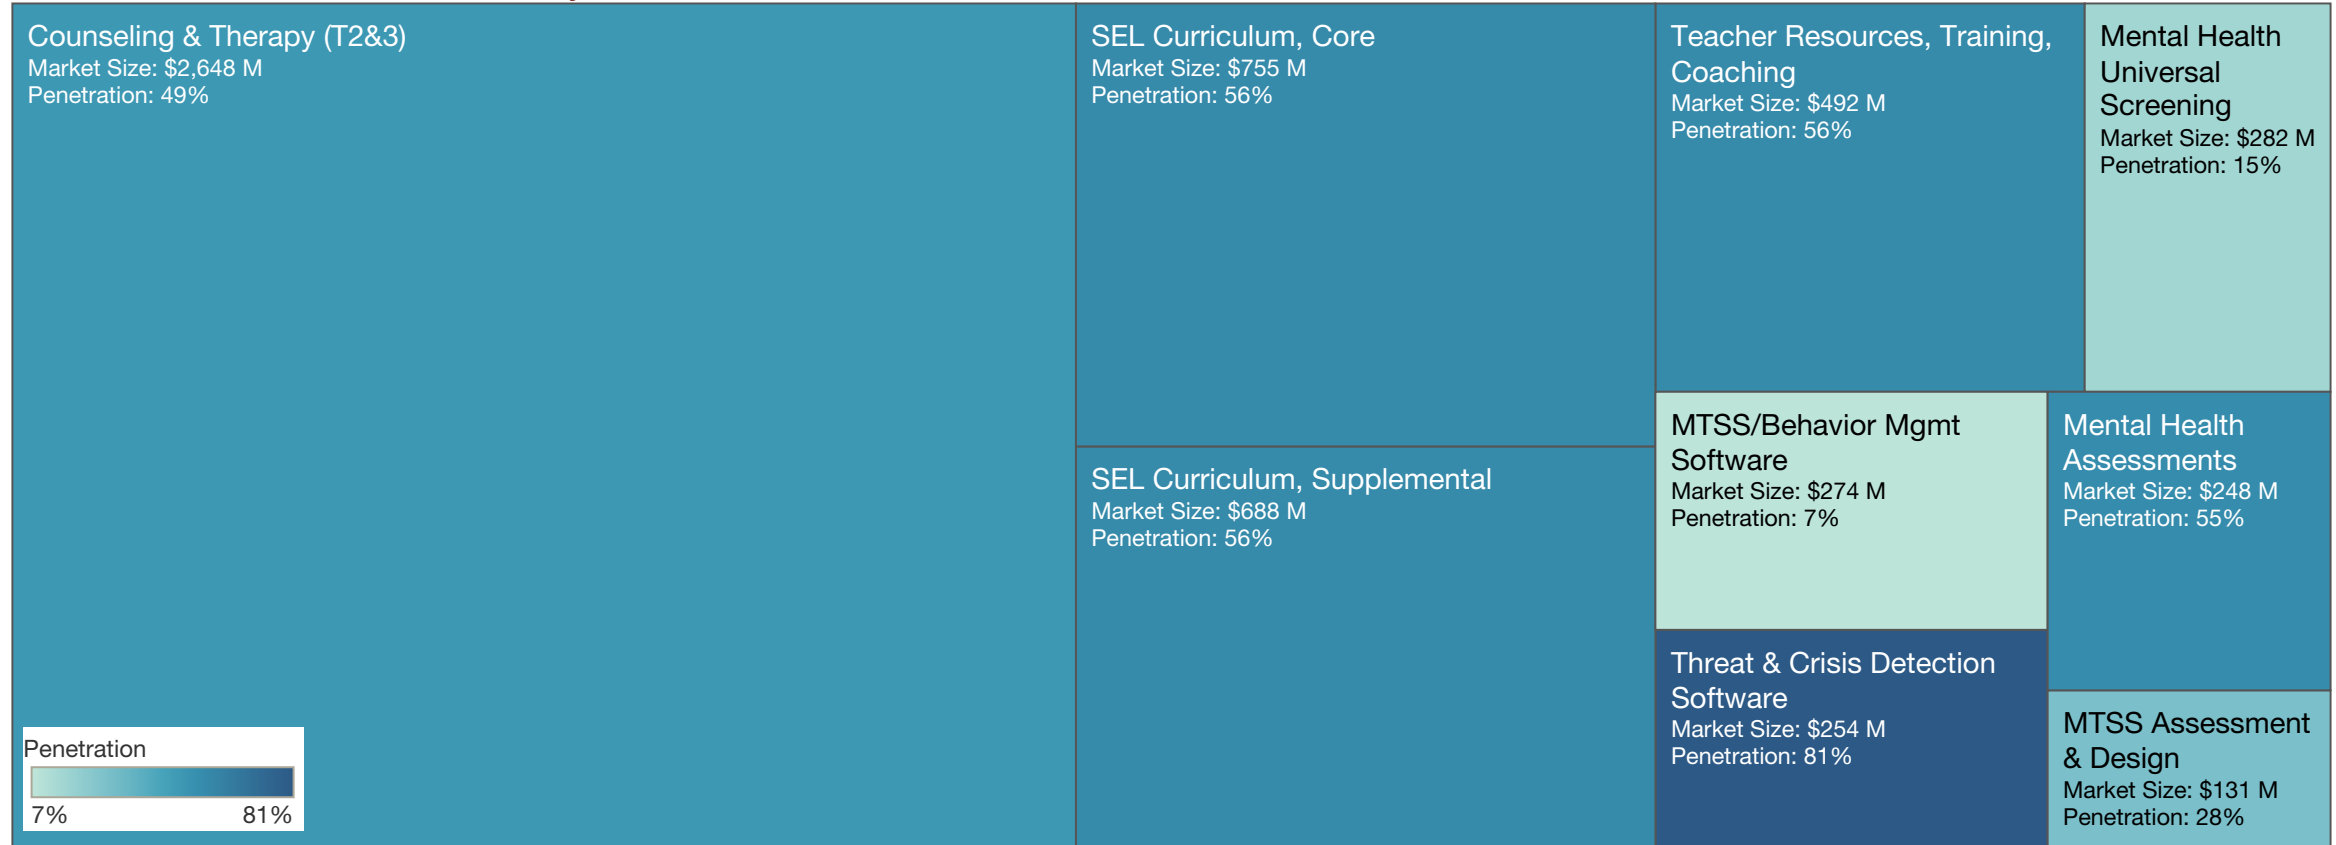 Counseling & Therapy (T2&3)
Market Size: $2,648 M
Penetration: 49%
SEL Curriculum, Core
Market Size: $755 M
Penetration: 56%
SEL Curriculum, Supplemental
Market Size: $688 M
Penetration: 56%
Teacher Resources, Training,
Coaching
Market Size: $492 M
Penetration: 56%
Mental Health
Universal
Screening
Market Size: $282 M
Penetration: 15%
MTSS/Behavior Mgmt
Software
Market Size: $274 M
Penetration: 7%
Mental Health
Assessments
Market Size: $248 M
Penetration: 55%
Threat & Crisis Detection
Software
Market Size: $254 M
Penetration: 81%
MTSS Assessment
& Design
Market Size: $131 M
Penetration: 28%
Penetration
7% 81%